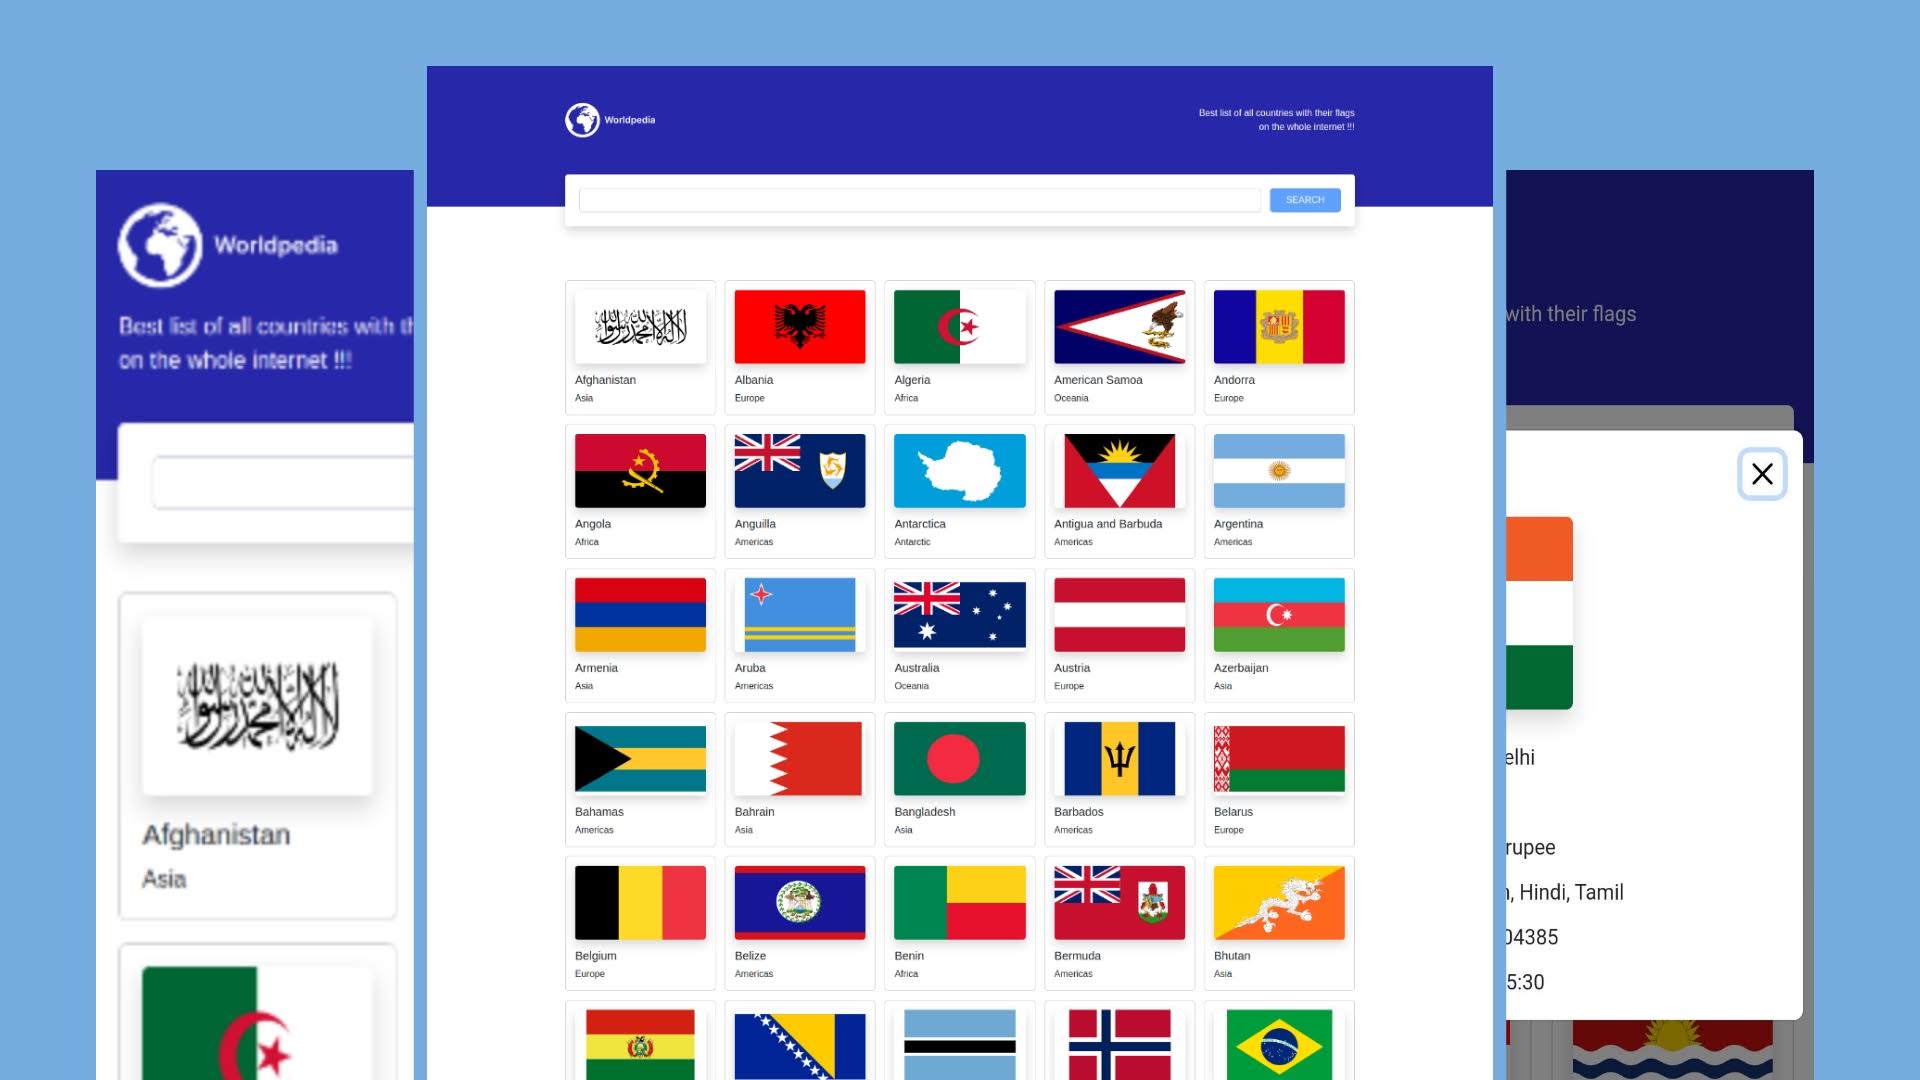 Worldpedia
Best list of all countries with th
on the whole internet !!!
Afghanistan
Asia
Worldpedia
Best list of all countries with their flags
on the whole internet !!!
SEARCH
Afghanistan
Asia
Albania
Europe
Algeria
Africa
American Samoa
Oceania
Andorra
Europe
Angola
Africa
Anguilla
Americas
Antarctica
Antarctic
Antigua and Barbuda
Americas
Argentina
Americas
Armenia
Asia
Aruba
Americas
Australia
Oceania
Austria
Europe
Azerbaijan
Asia
Bahamas
Americas
Bahrain
Asia
Bangladesh
Asia
Barbados
Americas
Belarus
Europe
Belgium
Europe
Belize
Americas
Benin
Africa
Bermuda
Americas
Bhutan
Asia
with their flags
elhi
rupee
, Hindi, Tamil
04385
5:30